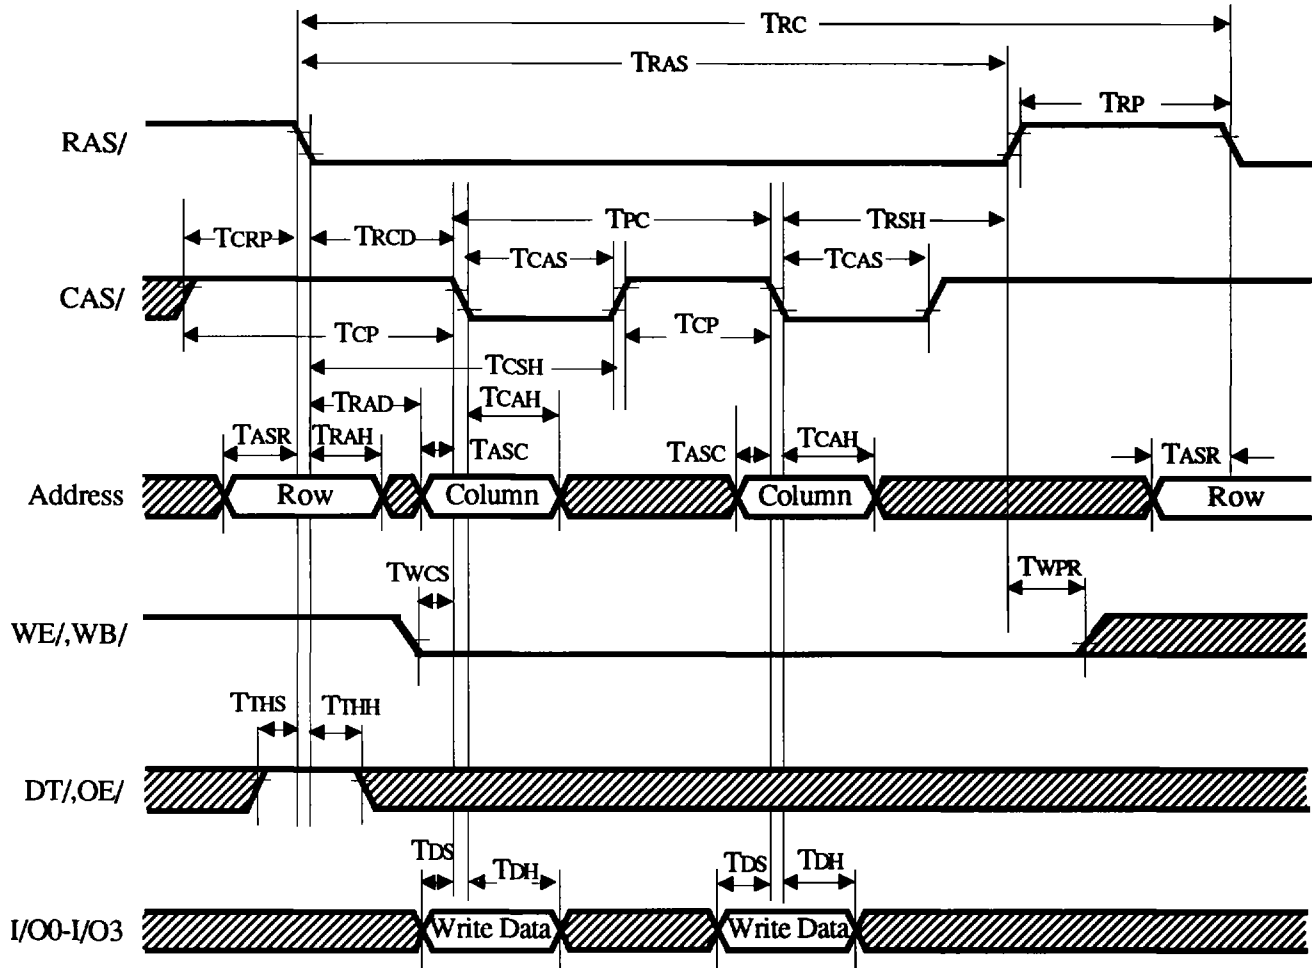 TRC
TRAS
TRP
RAS/
TPC
TRSH
TCRP
TRCD
TCAS
TCAS
CAS/
TCP
TCP
TCSH
TRAD
TCAH
TASR
TRAH
TASC
TASC
TCAH
TASR
Address
Row
Column
Column
Row
TWCS
TWPR
WE/,WB/
TTHS
TTHH
DT/,OE/
TDS
TDH
TDS
TDH
I/O0-I/O3
Write Data
Write Data